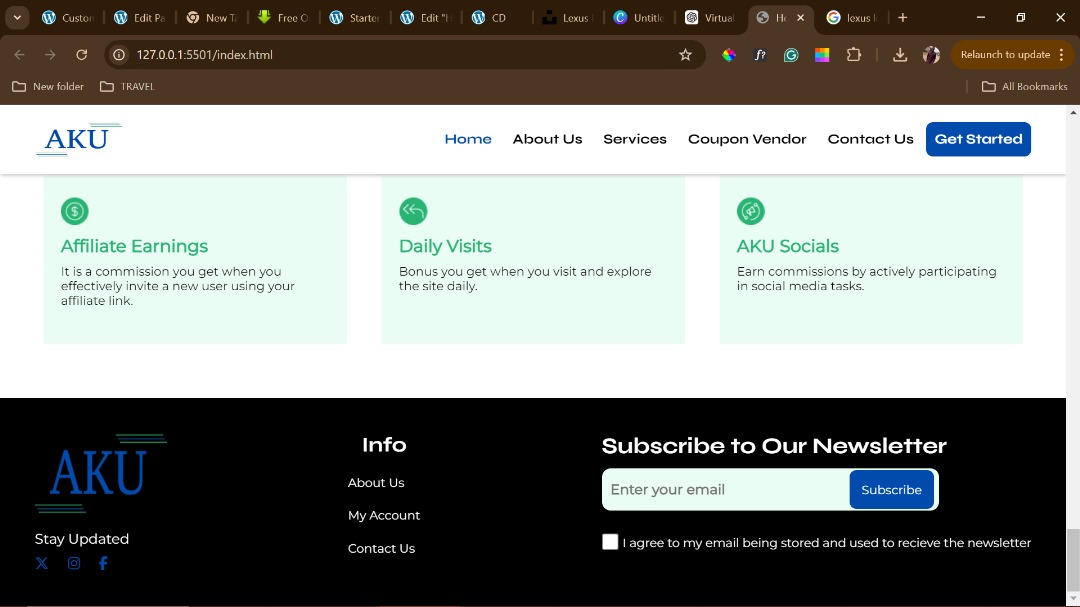 Custon
Edit Pa
New Ta
Free O
Starter
Edit "H
CD
Lexus
Untitle
Virtual
He
lexus l
127.0.0.1:5501/index.html
Relaunch to update
New folder
TRAVEL
All Bookmarks
AKU
Home
About Us
Services
Coupon Vendor
Contact Us
Get Started
Affiliate Earnings
It is a commission you get when you
effectively invite a new user using your
affiliate link.
Daily Visits
Bonus you get when you visit and explore
the site daily.
AKU Socials
Earn commissions by actively participating
in social media tasks.
AKU
Stay Updated
Info
About Us
My Account
Contact Us
Subscribe to Our Newsletter
Enter your email
Subscribe
I agree to my email being stored and used to recieve the newsletter